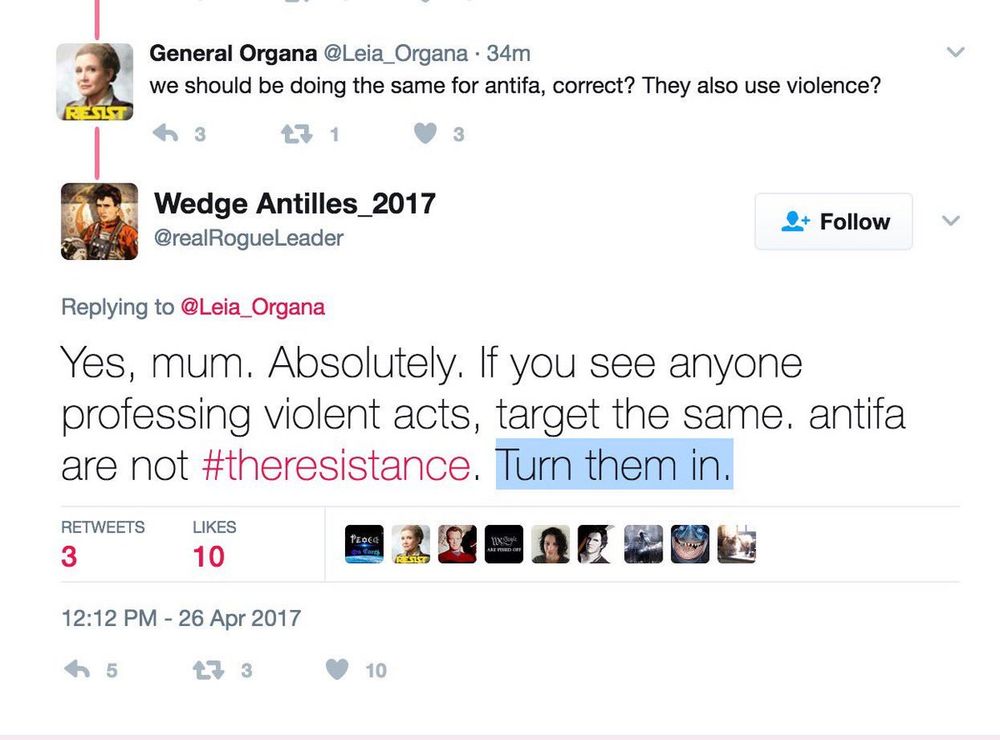 General Organa @Leia_Organa · 34m
we should be doing the same for antifa, correct? They also use violence?
RESIST
3 1 3
Wedge Antilles_2017
@realRogueLeader
Follow
Replying to @Leia_Organa
Yes, mum. Absolutely. If you see anyone
professing violent acts, target the same. antifa
are not #theresistance. Turn them in.
RETWEETS LIKES
3 10
12:12 PM - 26 Apr 2017
5 3 10